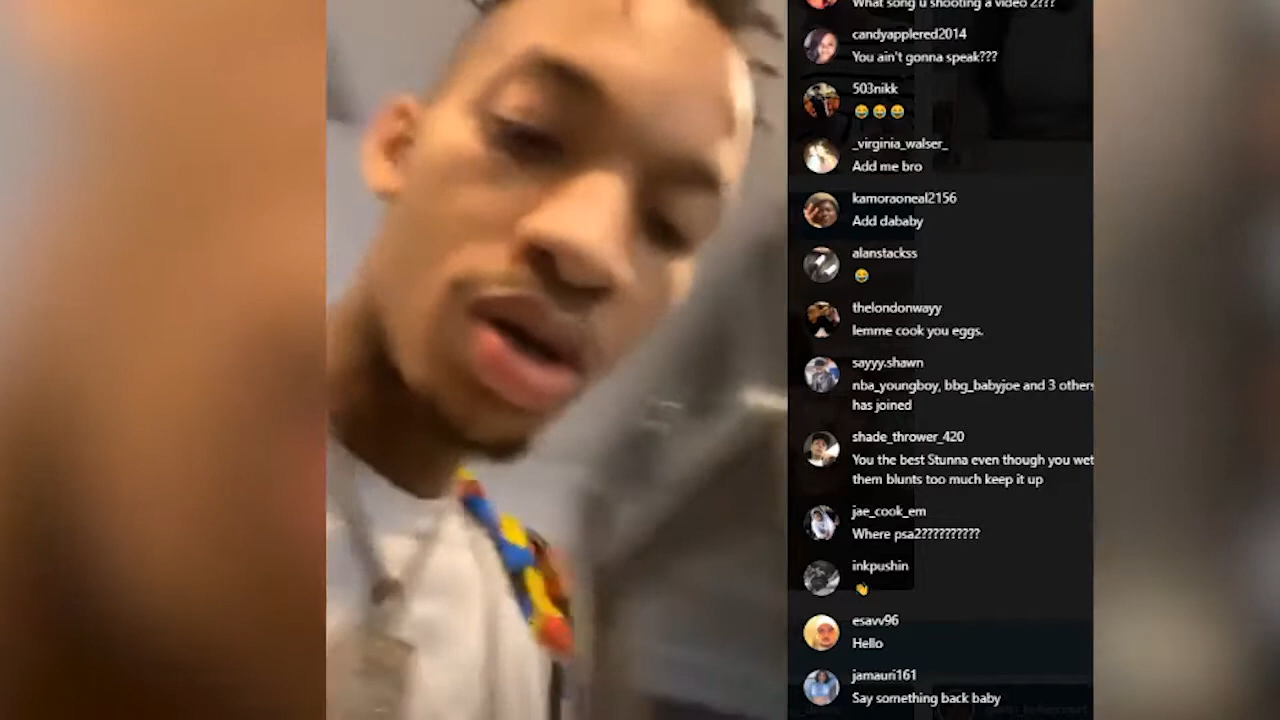 What song u shooting a video 2???
candyapplered2014
You ain't gonna speak???
503nikk
😂😂😂
_virginia_walser_
Add me bro
kamoraoneal2156
Add dababy
alanstackss
😂
thelondonwayy
lemme cook you eggs.
sayyy.shawn
nba_youngboy, bbg_babyjoe and 3 others
has joined
shade_thrower_420
You the best Stunna even though you wet
them blunts too much keep it up
jae_cook_em
Where psa2??????????
inkpushin
👋
esavv96
Hello
jamauri161
Say something back baby